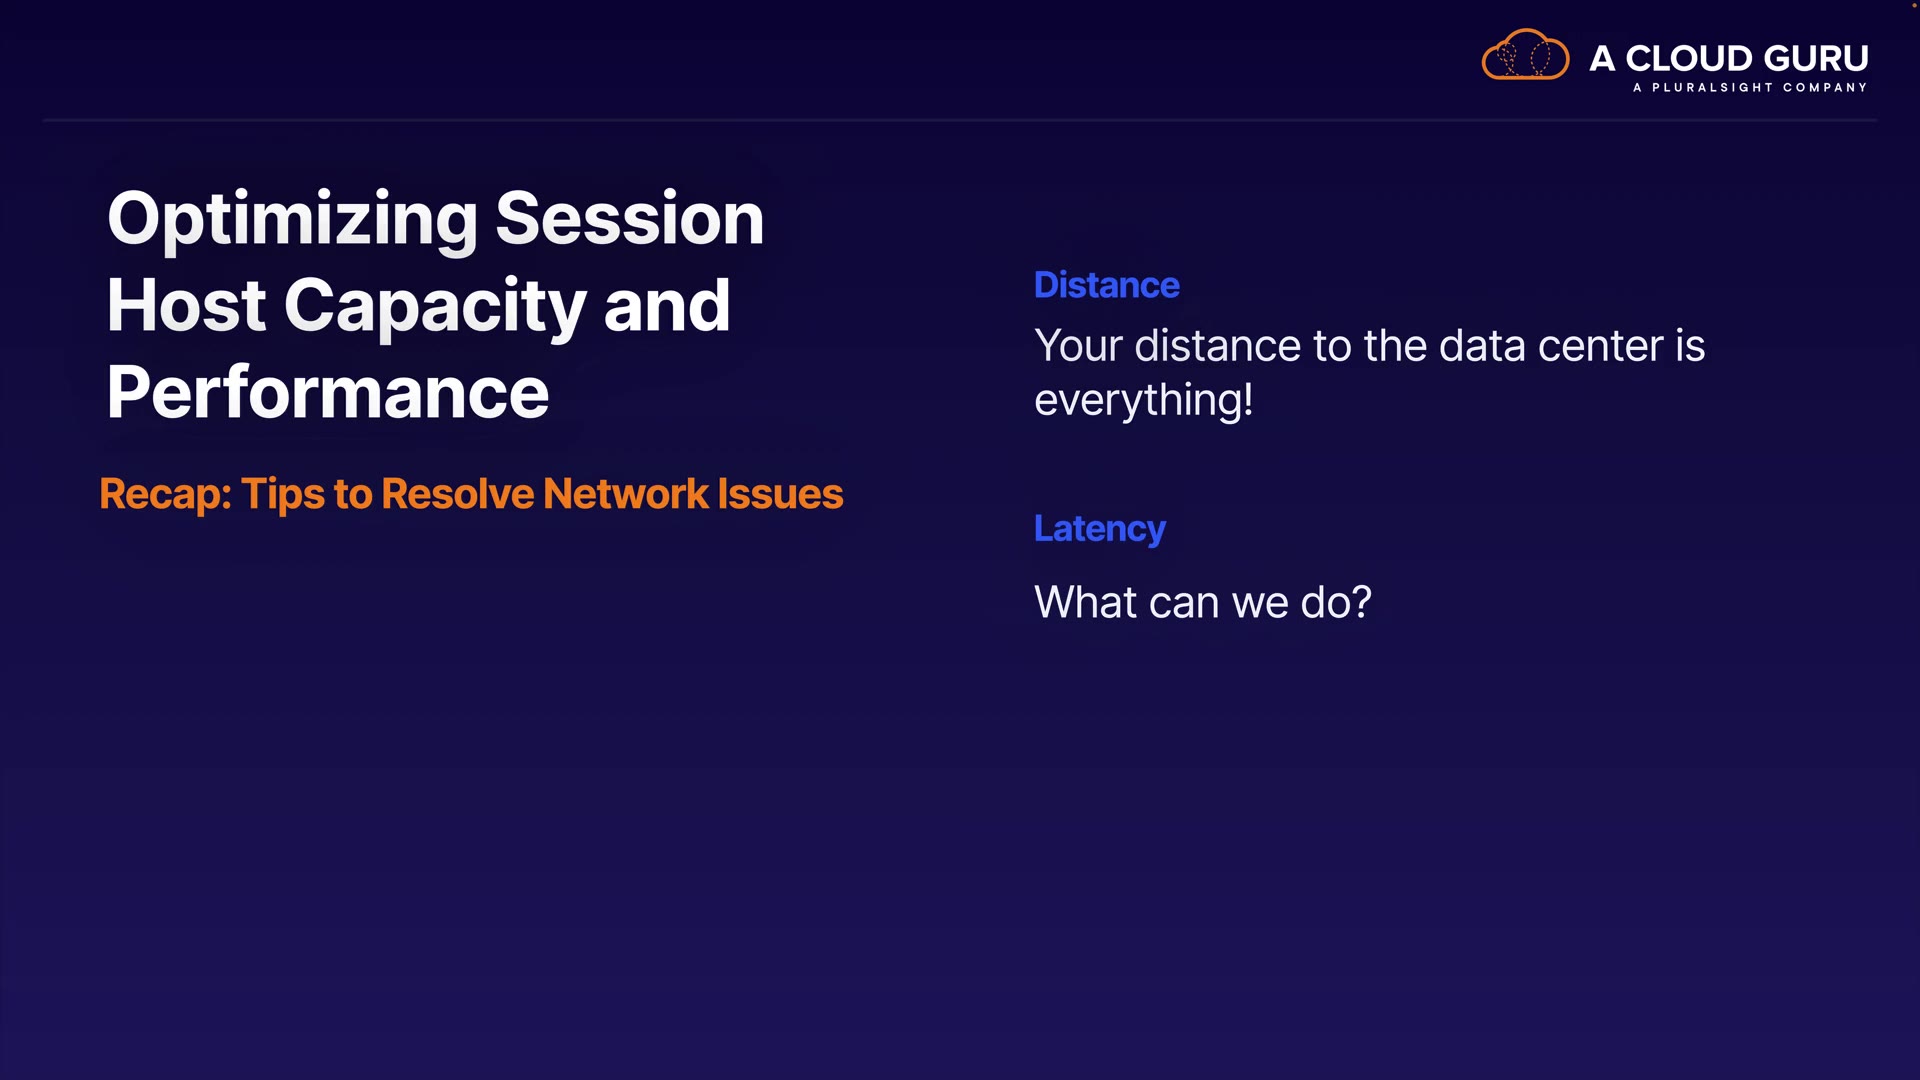 A CLOUD GURU
A PLURALSIGHT COMPANY
Optimizing Session
Host Capacity and
Performance
Recap: Tips to Resolve Network Issues
Distance
Your distance to the data center is
everything!
Latency
What can we do?